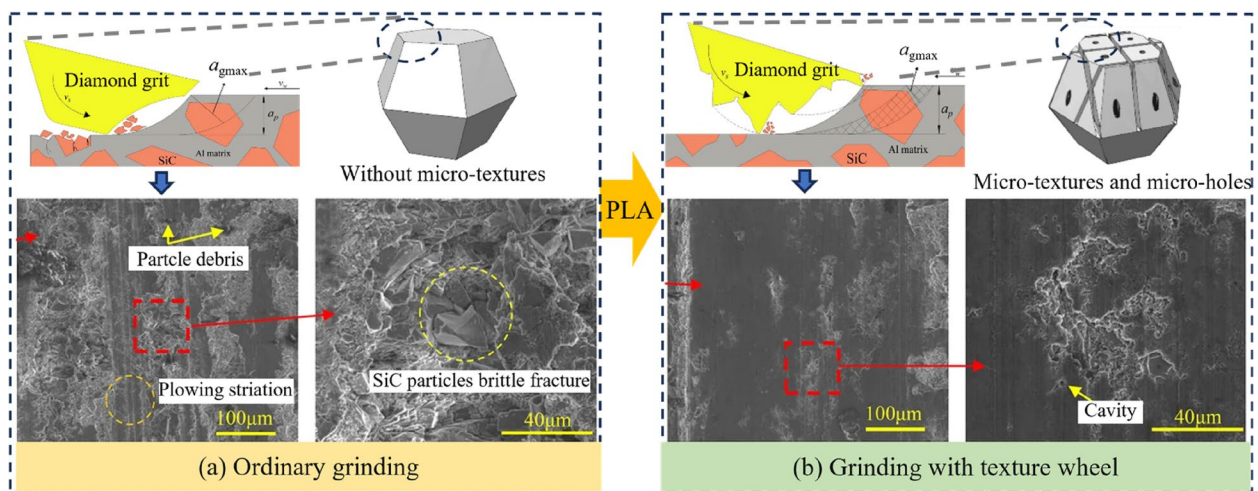 Diamond grit
v_s
a_gmax
v_w
a_p
Al matrix
SiC
Without micro-textures
Partcle debris
Plowing striation
100μm
SiC particles brittle fracture
40μm
(a) Ordinary grinding
PLA
Diamond grit
v_s
a_gmax
a_p
Al matrix
SiC
Micro-textures and micro-holes
100μm
Cavity
40μm
(b) Grinding with texture wheel